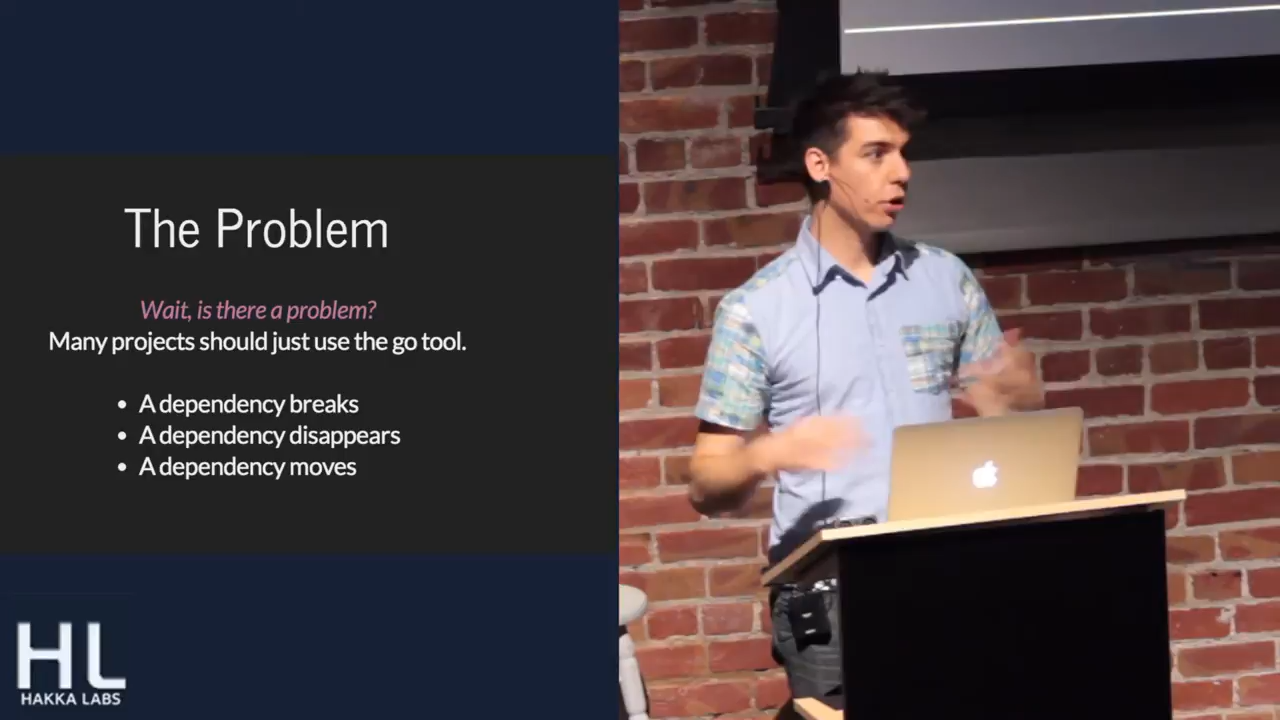 The Problem
Wait, is there a problem?
Many projects should just use the go tool.
• A dependency breaks
• A dependency disappears
• A dependency moves
HL
HAKKA LABS